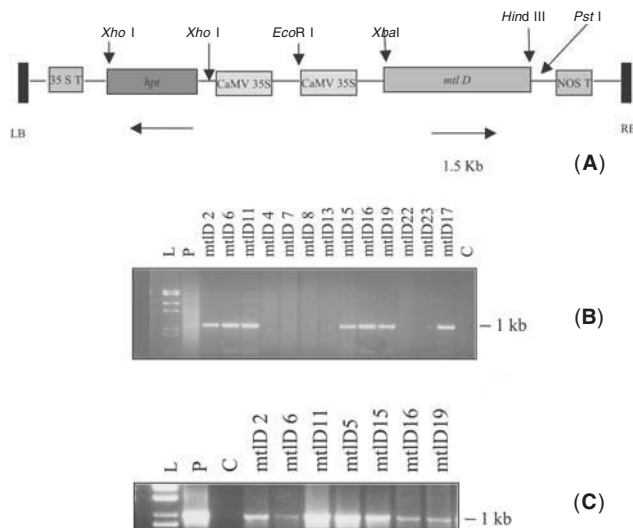 Xho I Xho I EcoR I XbaI Hind III Pst I
35 S T hpt CaMV 35S CaMV 35S mtl D NOS T
LB RB
1.5 Kb
(A)
L P mtlD 2 mtlD 6 mtlD11 mtlD 4 mtlD 7 mtlD 8 mtlD13 mtlD15 mtlD16 mtlD19 mtlD22 mtlD23 mtlD17 C
1 kb
(B)
L P C mtlD 2 mtlD 6 mtlD11 mtlD5 mtlD15 mtlD16 mtlD19
1 kb
(C)